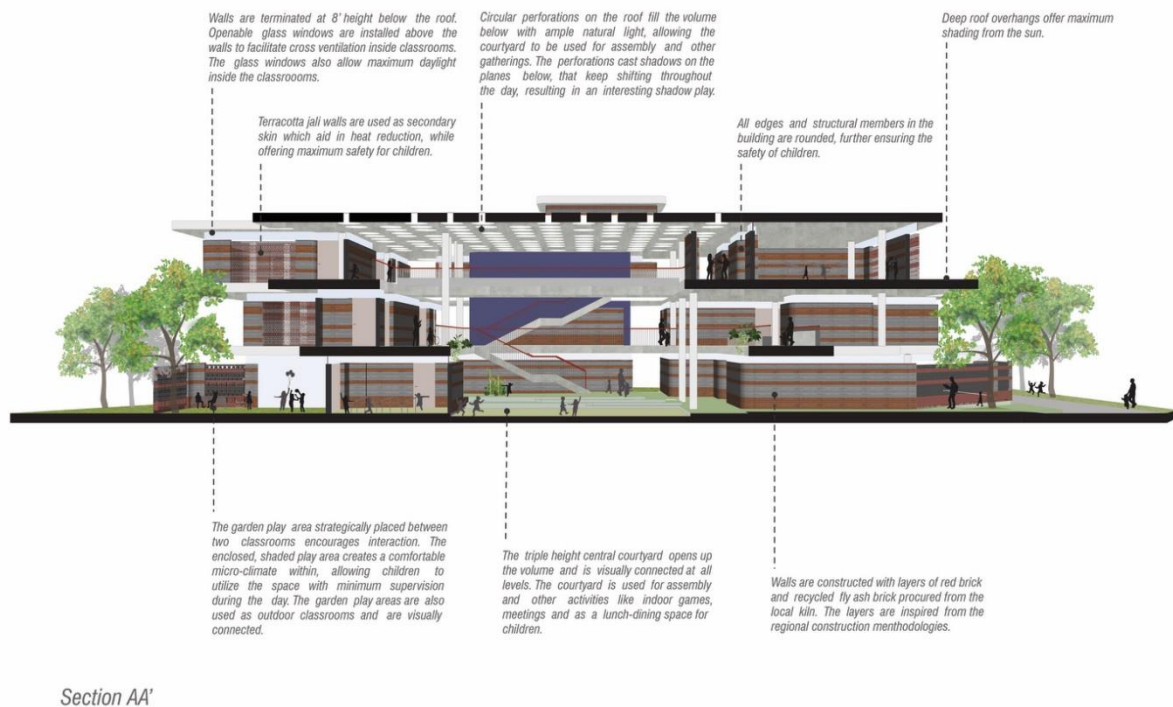 Walls are terminated at 8' height below the roof.
Openable glass windows are installed above the
walls to facilitate cross ventilation inside classrooms.
The glass windows also allow maximum daylight
inside the classroooms.
Circular perforations on the roof fill the volume
below with ample natural light, allowing the
courtyard to be used for assembly and other
gatherings. The perforations cast shadows on the
planes below, that keep shifting throughout
the day, resulting in an interesting shadow play.
Deep roof overhangs offer maximum
shading from the sun.
Terracotta jali walls are used as secondary
skin which aid in heat reduction, while
offering maximum safety for children.
All edges and structural members in the
building are rounded, further ensuring the
safety of children.
The garden play area strategically placed between
two classrooms encourages interaction. The
enclosed, shaded play area creates a comfortable
micro-climate within, allowing children to
utilize the space with minimum supervision
during the day. The garden play areas are also
used as outdoor classrooms and are visually
connected.
The triple height central courtyard opens up
the volume and is visually connected at all
levels. The courtyard is used for assembly
and other activities like indoor games,
meetings and as a lunch-dining space for
children.
Walls are constructed with layers of red brick
and recycled fly ash brick procured from the
local kiln. The layers are inspired from the
regional construction menthodologies.
Section AA'